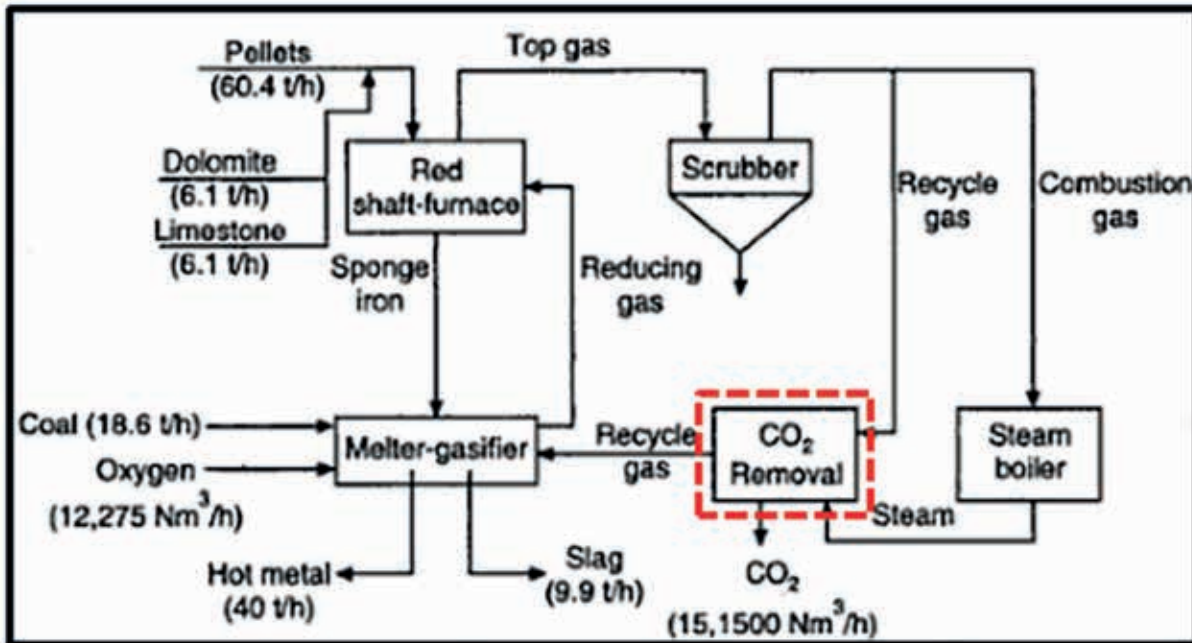 Pellets
(60.4 t/h)
Top gas
Dolomite
(6.1 t/h)
Limestone
(6.1 t/h)
Red
shaft-furnace
Scrubber
Recycle
gas
Combustion
gas
Sponge
iron
Reducing
gas
Coal (18.6 t/h)
Oxygen
(12,275 Nm³/h)
Melter-gasifier
Recycle
gas
CO₂
Removal
Steam
boiler
Steam
Hot metal
(40 t/h)
Slag
(9.9 t/h)
CO₂
(15,1500 Nm³/h)